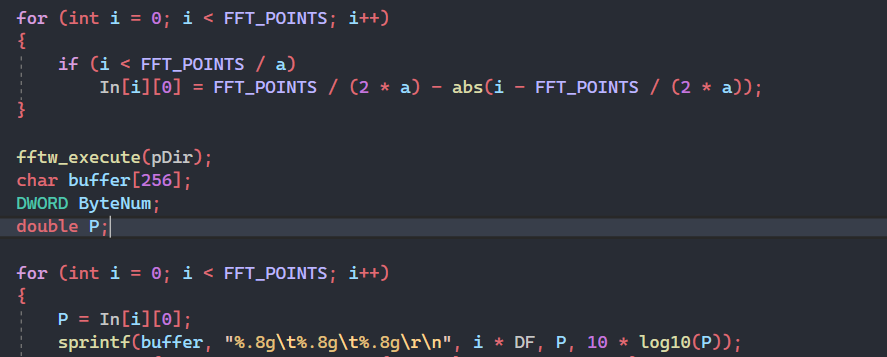 for (int i = 0; i < FFT_POINTS; i++)
{
    if (i < FFT_POINTS / a)
        In[i][0] = FFT_POINTS / (2 * a) - abs(i - FFT_POINTS / (2 * a));
}
fftw_execute(pDir);
char buffer[256];
DWORD ByteNum;
double P;
for (int i = 0; i < FFT_POINTS; i++)
{
    P = In[i][0];
    sprintf(buffer, "%.8g\t%.8g\t%.8g\r\n", i * DF, P, 10 * log10(P));